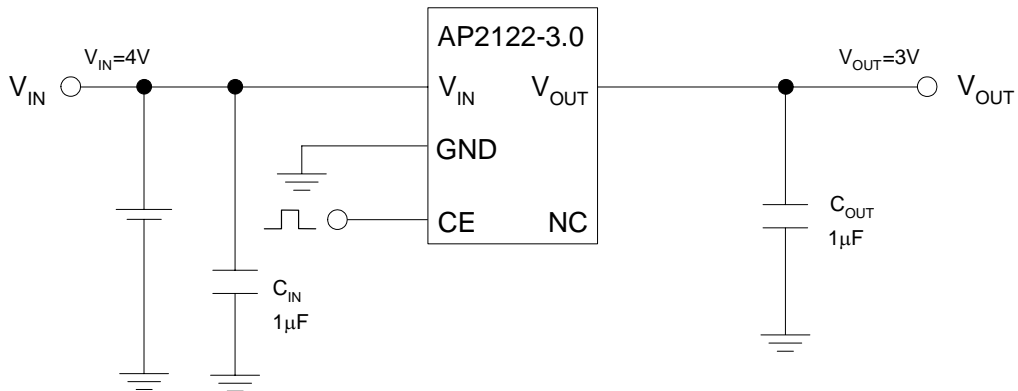 AP2122-3.0
V_IN=4V
V_OUT=3V
V_IN
V_IN
V_OUT
V_OUT
GND
CE
NC
C_OUT
1μF
C_IN
1μF